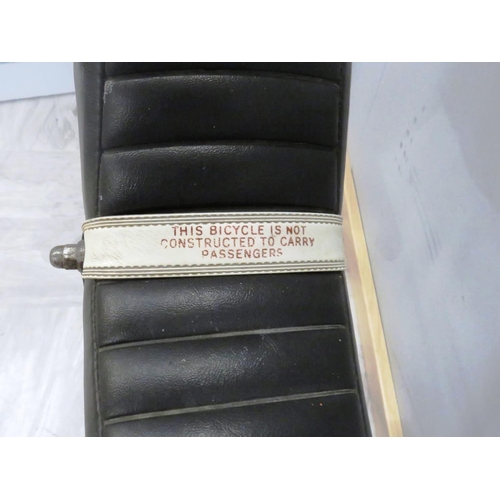 THIS BICYCLE IS NOT
CONSTRUCTED TO CARRY
PASSENGERS